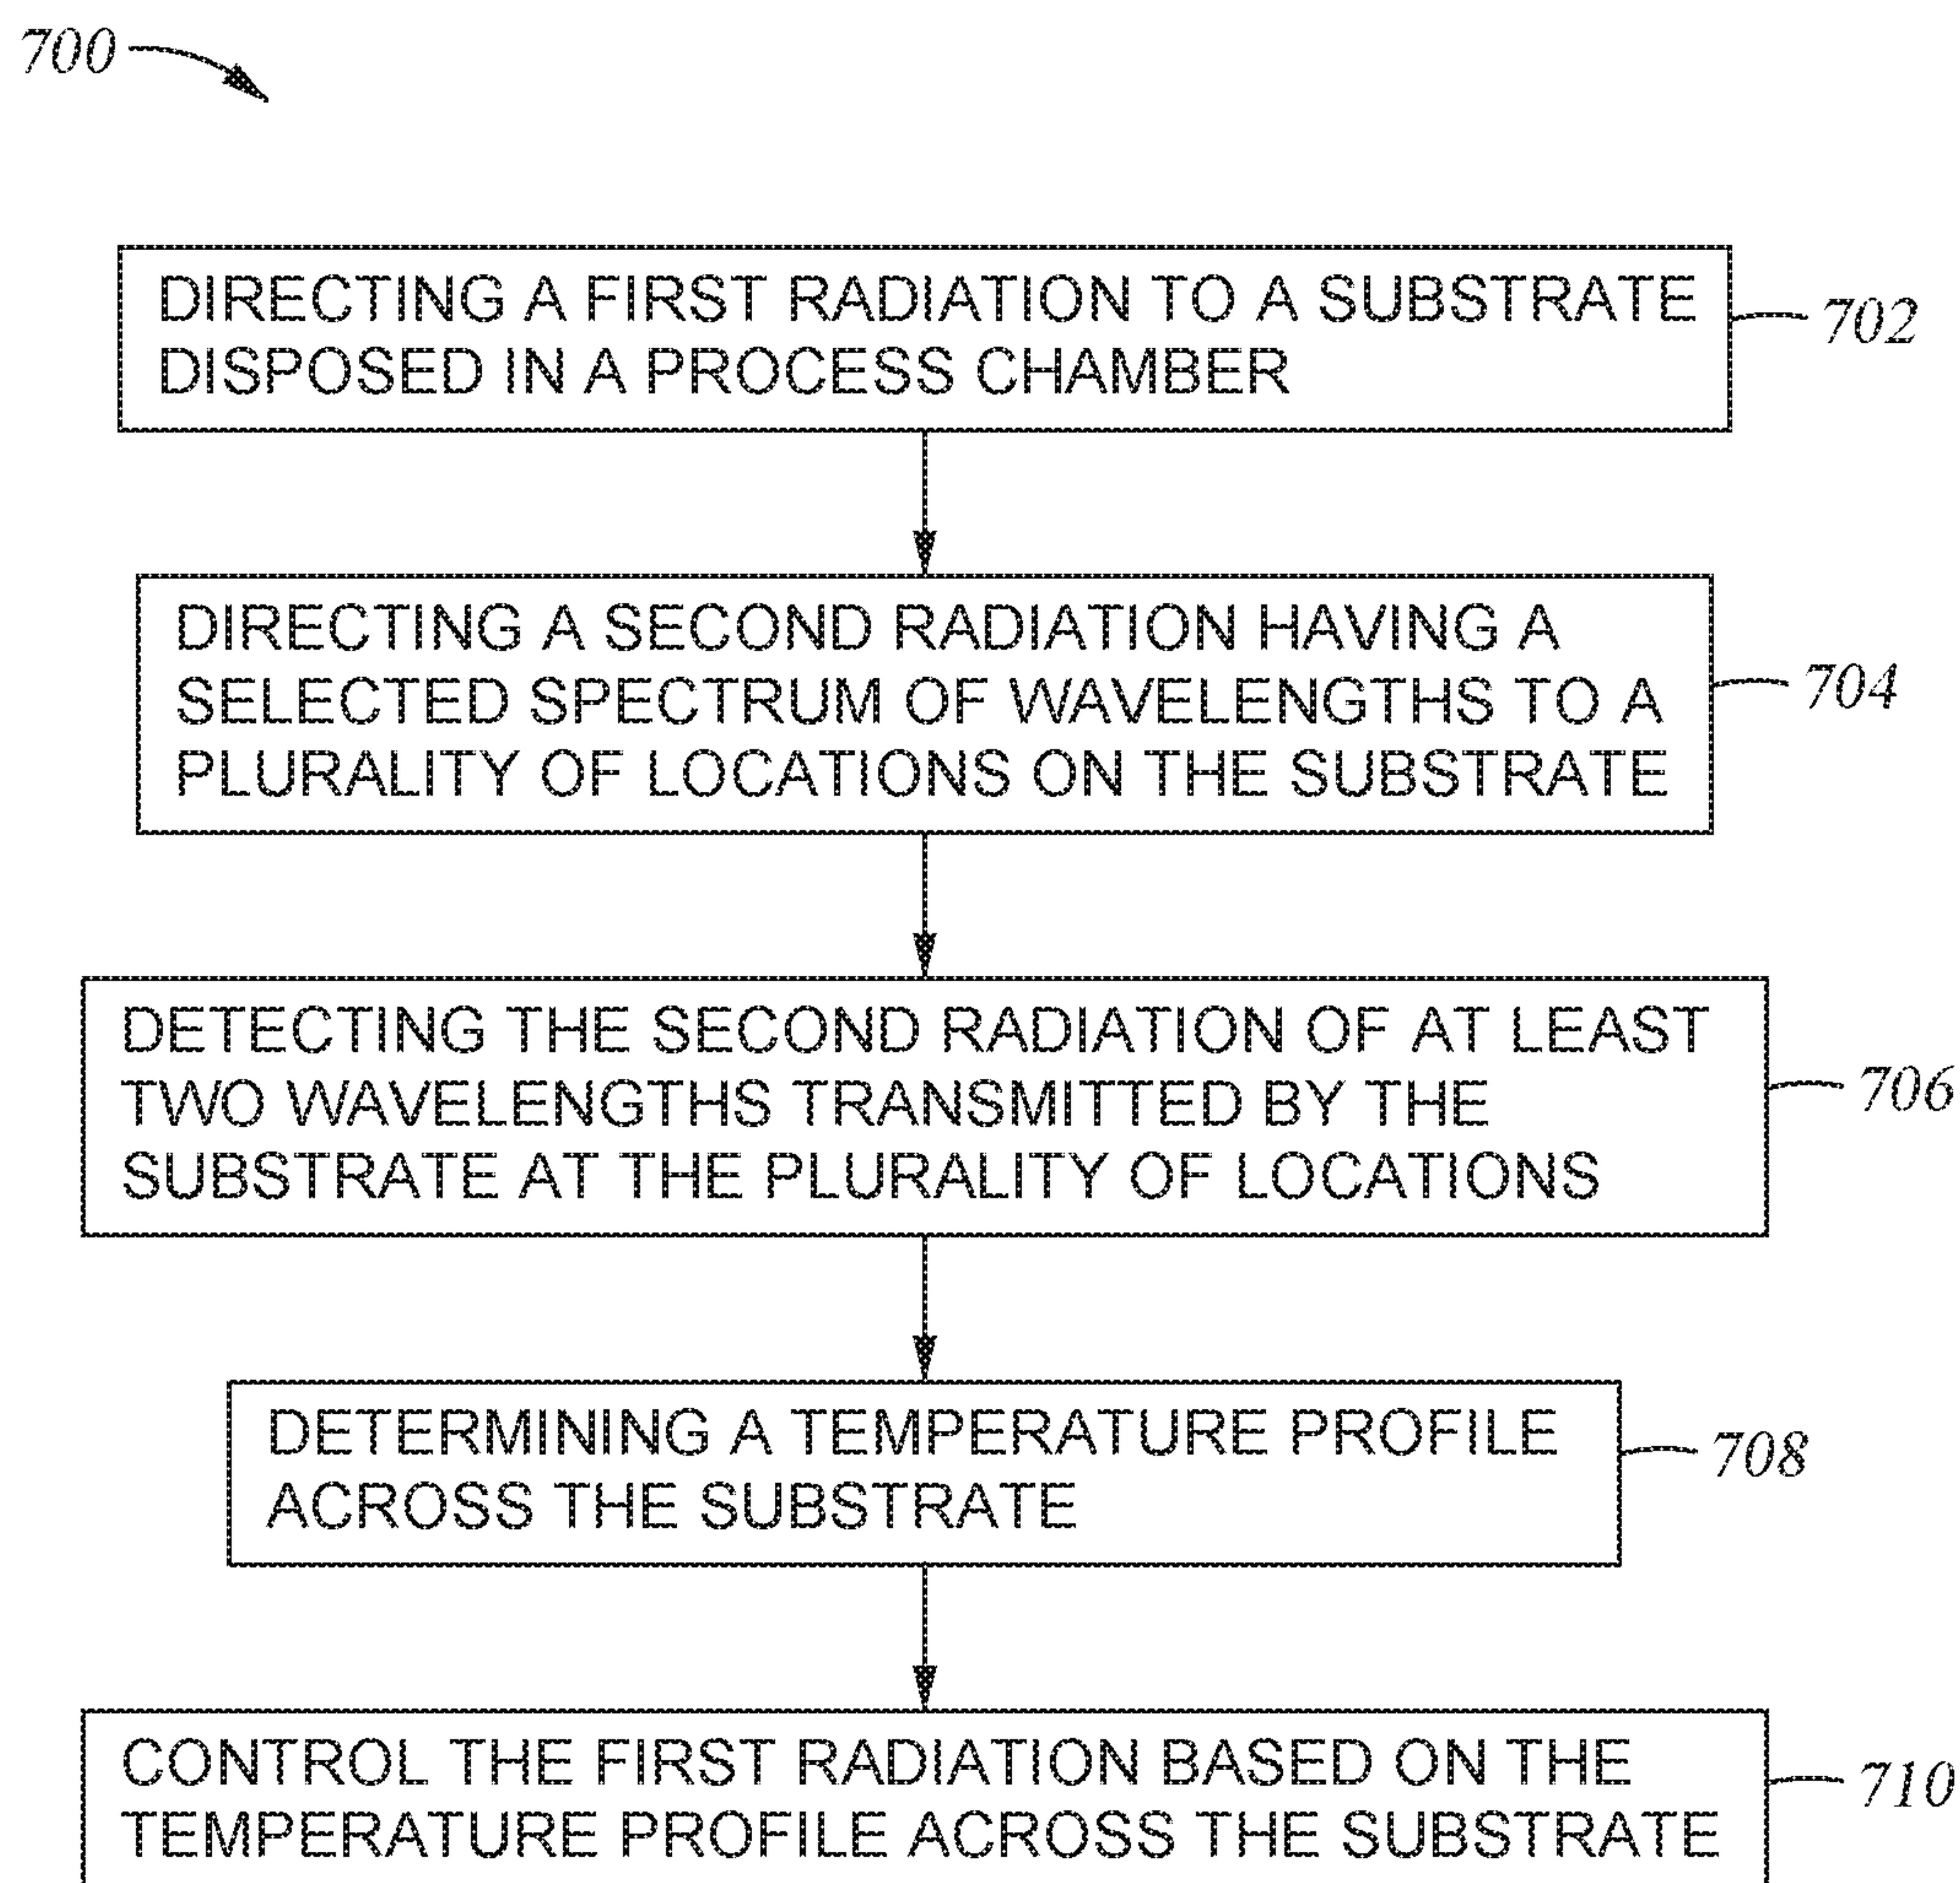 700
DIRECTING A FIRST RADIATION TO A SUBSTRATE
DISPOSED IN A PROCESS CHAMBER
702
DIRECTING A SECOND RADIATION HAVING A
SELECTED SPECTRUM OF WAVELENGTHS TO A
PLURALITY OF LOCATIONS ON THE SUBSTRATE
704
DETECTING THE SECOND RADIATION OF AT LEAST
TWO WAVELENGTHS TRANSMITTED BY THE
SUBSTRATE AT THE PLURALITY OF LOCATIONS
706
DETERMINING A TEMPERATURE PROFILE
ACROSS THE SUBSTRATE
708
CONTROL THE FIRST RADIATION BASED ON THE
TEMPERATURE PROFILE ACROSS THE SUBSTRATE
710